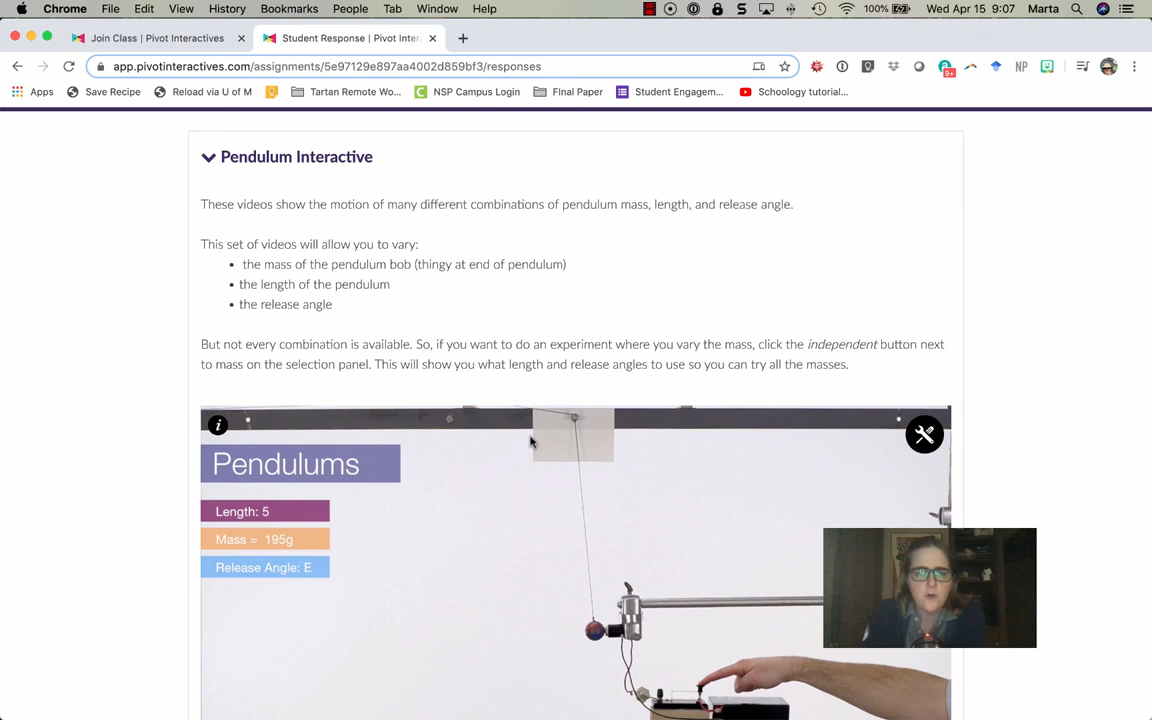 Chrome File Edit View History Bookmarks People Tab Window Help 100% Wed Apr 15 9:07 Marta
Join Class | Pivot Interactives Student Response | Pivot Inter
app.pivotinteractives.com/assignments/5e97129e897aa4002d859bf3/responses 9+ NP
Apps Save Recipe Reload via U of M Tartan Remote Wo... NSP Campus Login FInal Paper Student Engagem... Schoology tutorial...
Pendulum Interactive
These videos show the motion of many different combinations of pendulum mass, length, and release angle.
This set of videos will allow you to vary:
• the mass of the pendulum bob (thingy at end of pendulum)
• the length of the pendulum
• the release angle
But not every combination is available. So, if you want to do an experiment where you vary the mass, click the independent button next
to mass on the selection panel. This will show you what length and release angles to use so you can try all the masses.
i
Pendulums
Length: 5
Mass = 195g
Release Angle: E